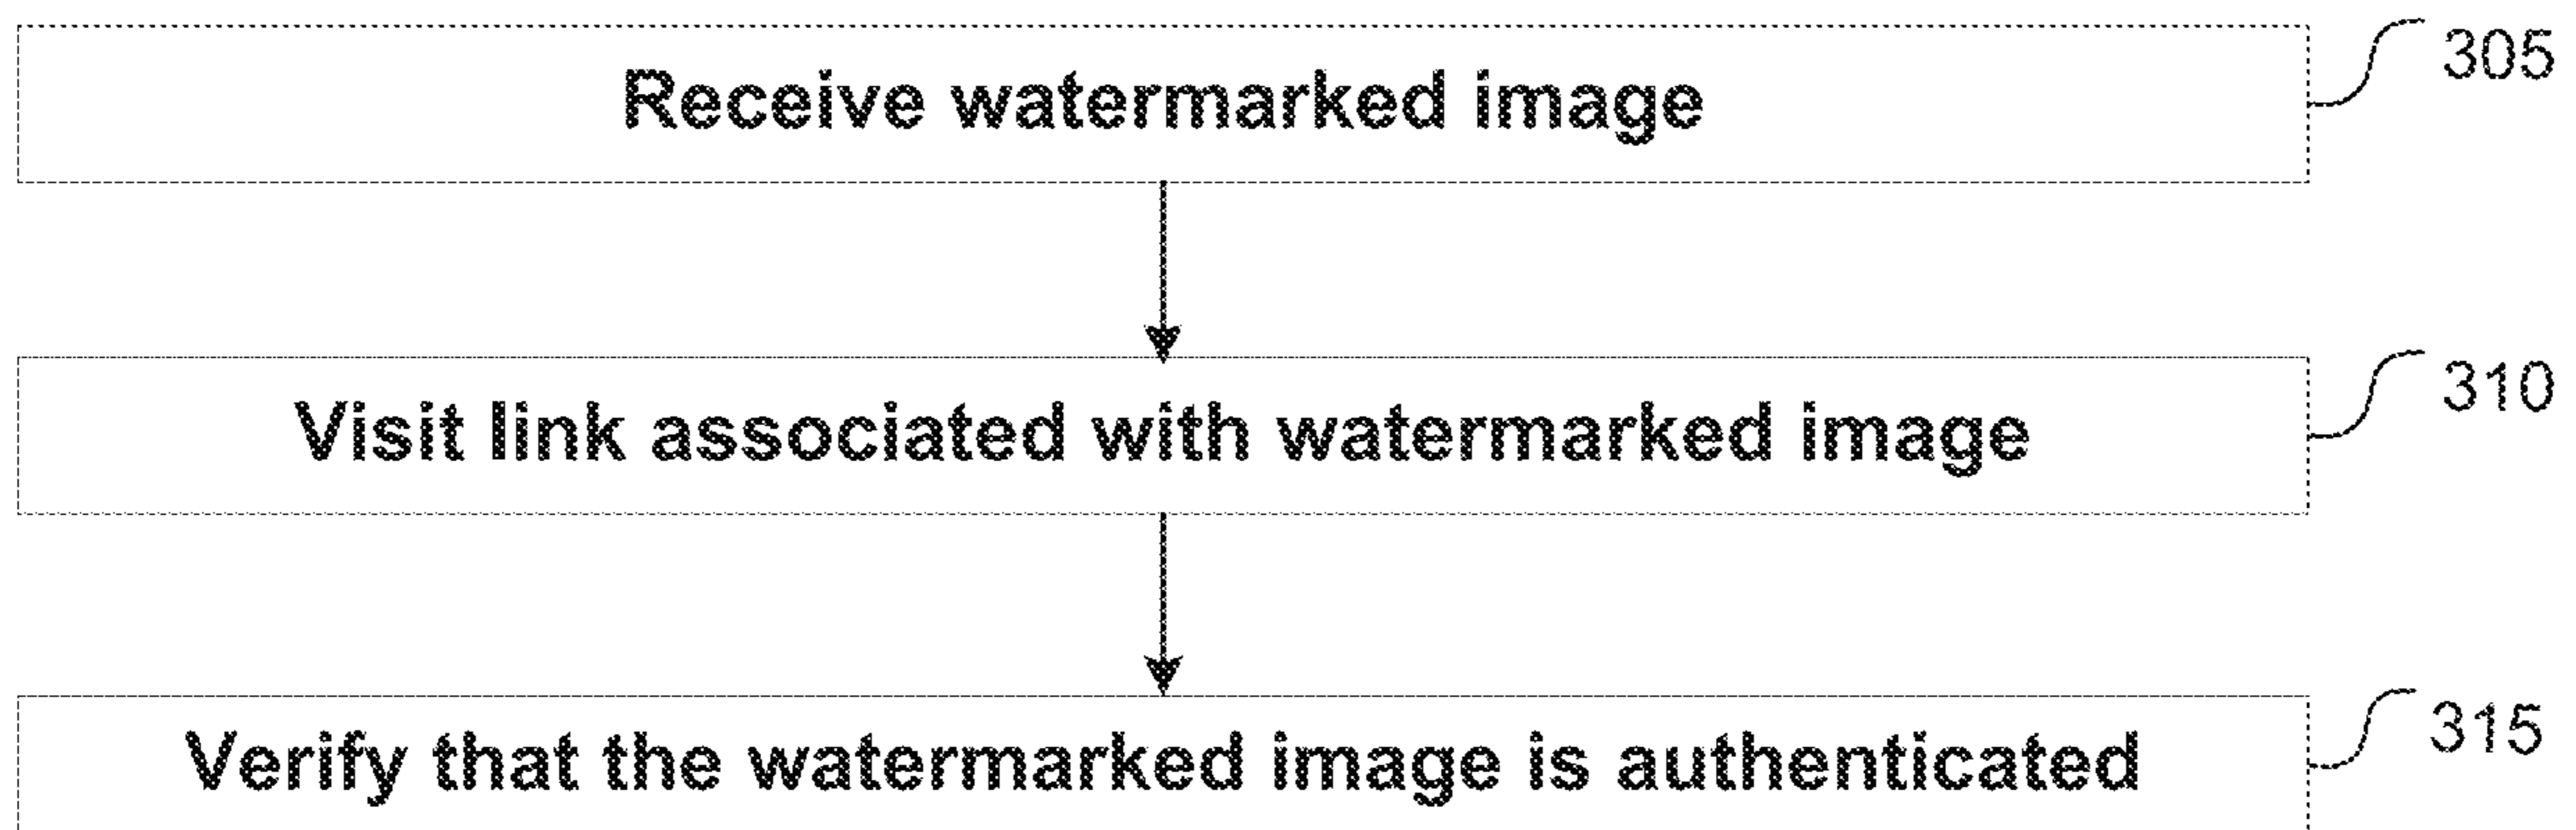 Receive watermarked image
305
Visit link associated with watermarked image
310
Verify that the watermarked image is authenticated
315